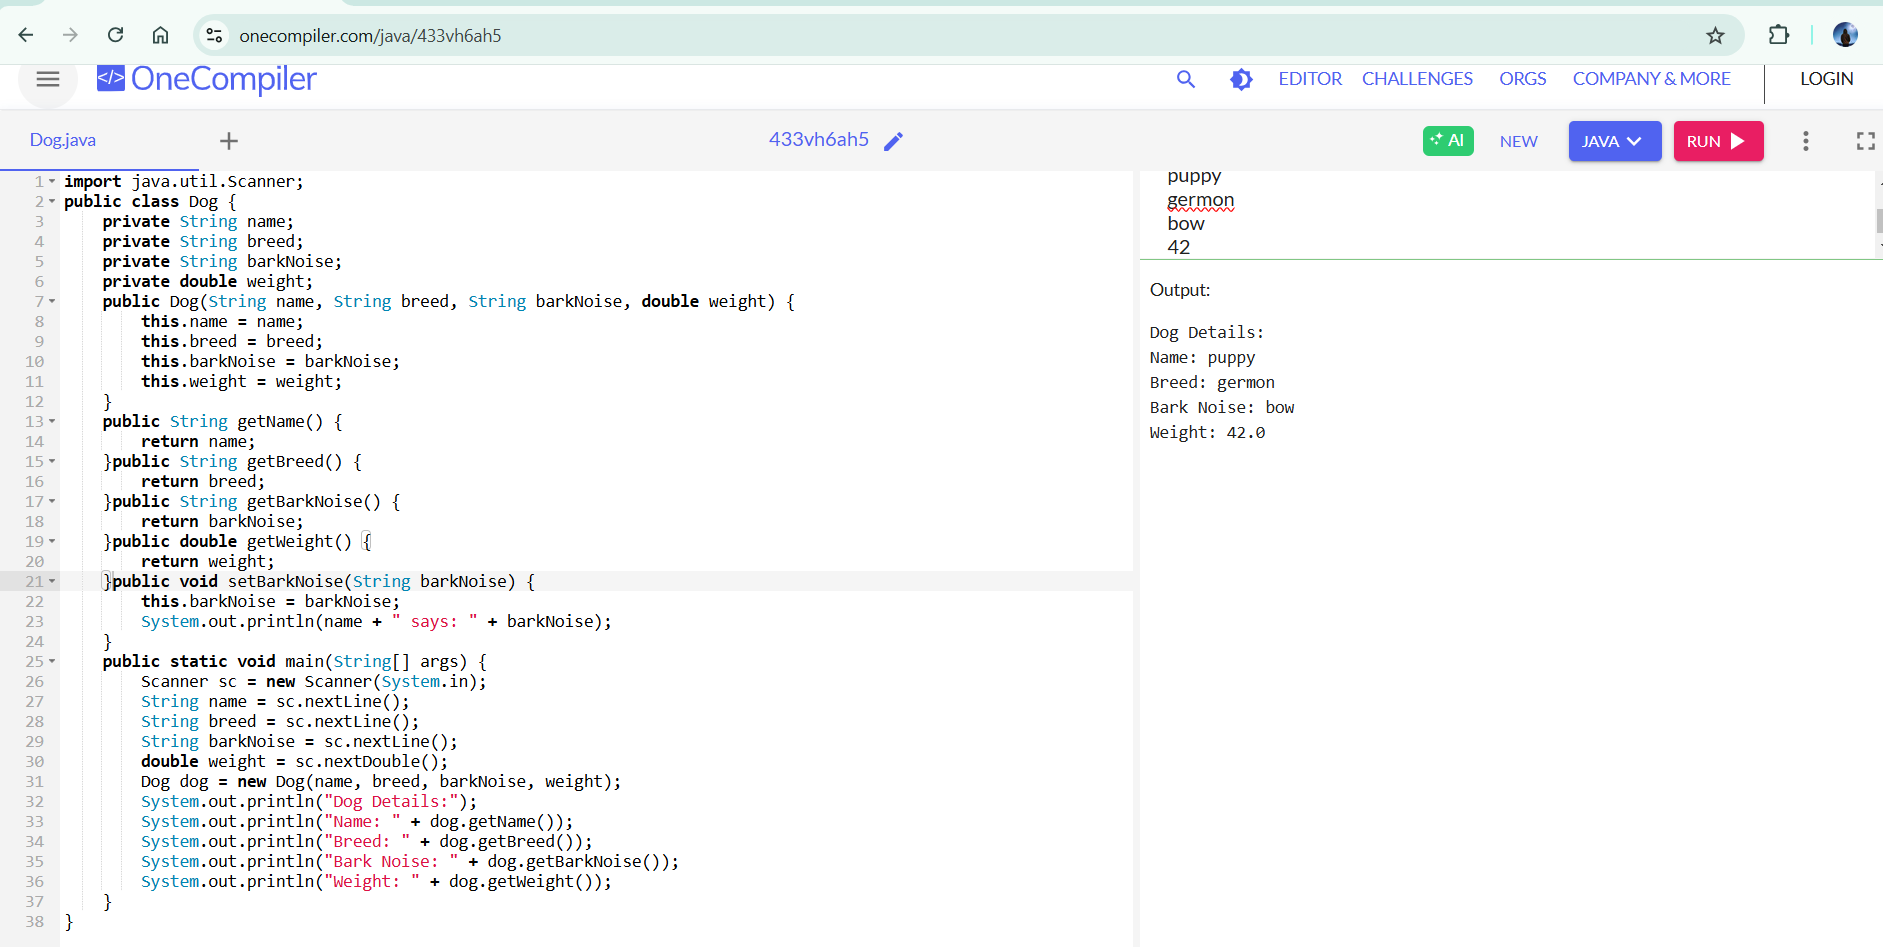 onecompiler.com/java/433vh6ah5
</> OneCompiler
EDITOR CHALLENGES ORGS COMPANY & MORE LOGIN
Dog.java + 433vh6ah5 AI NEW JAVA RUN
1 import java.util.Scanner;
2 public class Dog {
3     private String name;
4     private String breed;
5     private String barkNoise;
6     private double weight;
7     public Dog(String name, String breed, String barkNoise, double weight) {
8         this.name = name;
9         this.breed = breed;
10         this.barkNoise = barkNoise;
11         this.weight = weight;
12     }
13     public String getName() {
14         return name;
15     }public String getBreed() {
16         return breed;
17     }public String getBarkNoise() {
18         return barkNoise;
19     }public double getWeight() {
20         return weight;
21     }public void setBarkNoise(String barkNoise) {
22         this.barkNoise = barkNoise;
23         System.out.println(name + " says: " + barkNoise);
24     }
25     public static void main(String[] args) {
26         Scanner sc = new Scanner(System.in);
27         String name = sc.nextLine();
28         String breed = sc.nextLine();
29         String barkNoise = sc.nextLine();
30         double weight = sc.nextDouble();
31         Dog dog = new Dog(name, breed, barkNoise, weight);
32         System.out.println("Dog Details:");
33         System.out.println("Name: " + dog.getName());
34         System.out.println("Breed: " + dog.getBreed());
35         System.out.println("Bark Noise: " + dog.getBarkNoise());
36         System.out.println("Weight: " + dog.getWeight());
37     }
38 }
puppy
germon
bow
42
Output:
Dog Details:
Name: puppy
Breed: germon
Bark Noise: bow
Weight: 42.0